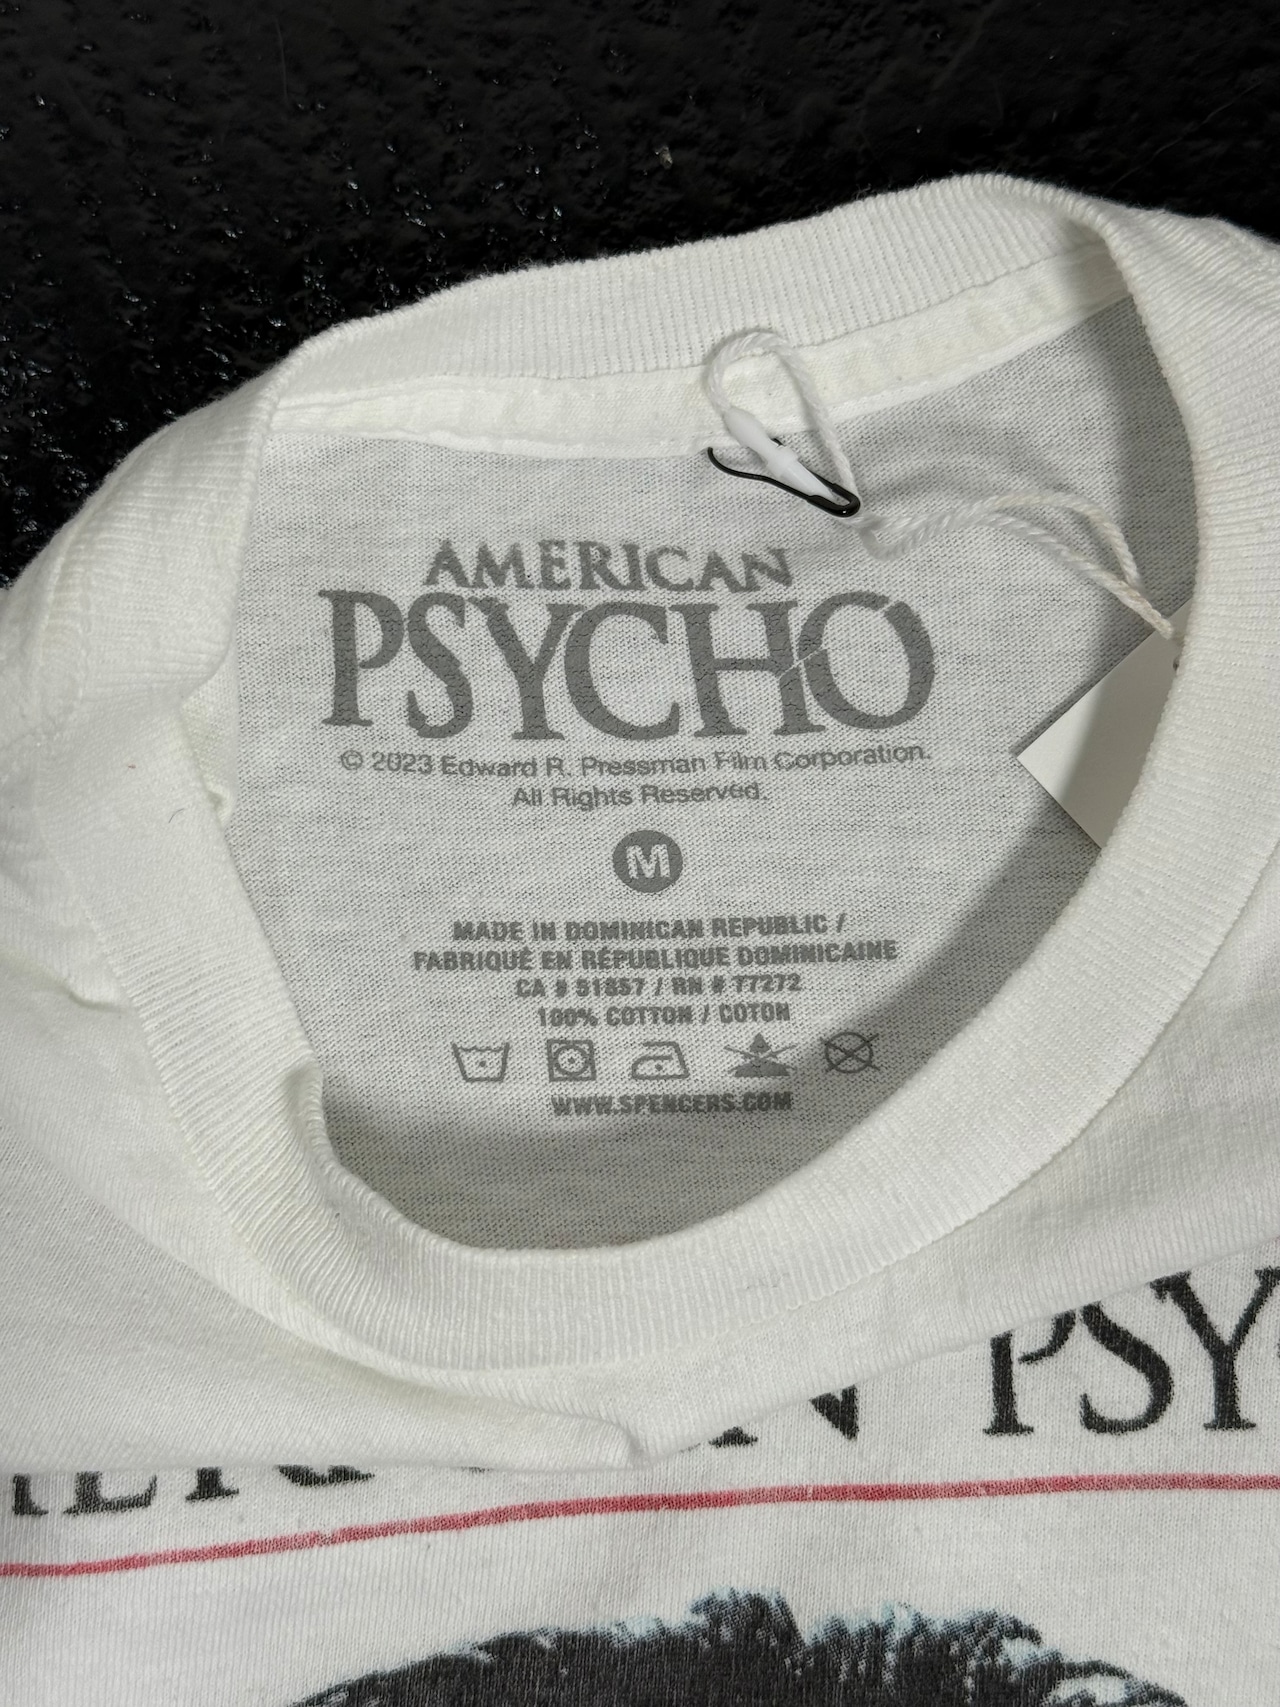 AMERICAN
PSYCHO
© 2023 Edward R. Pressman Film Corporation.
All Rights Reserved.
M
MADE IN DOMINICAN REPUBLIC /
FABRIQUÉ EN RÉPUBLIQUE DOMINICAINE
CA # 51857 / RN # 77272
100% COTTON / COTON
WWW.SPENCERS.COM
PSY